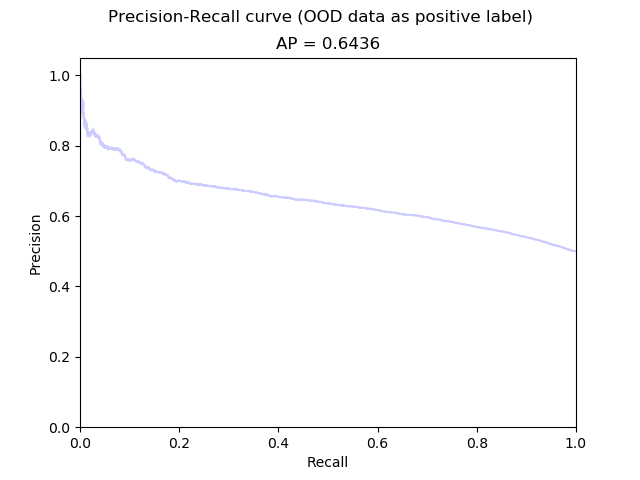 Precision-Recall curve (OOD data as positive label)
AP = 0.6436
1.0
0.8
0.6
0.4
0.2
0.0
Precision
0.0 0.2 0.4 0.6 0.8 1.0
Recall